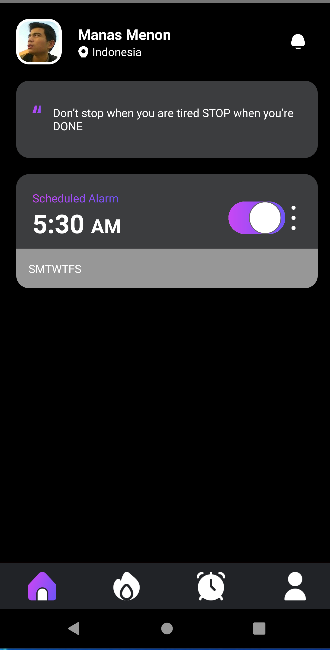 Manas Menon
Indonesia
“ Don't stop when you are tired STOP when you're
DONE
Scheduled Alarm
5:30 AM
SMTWTFS